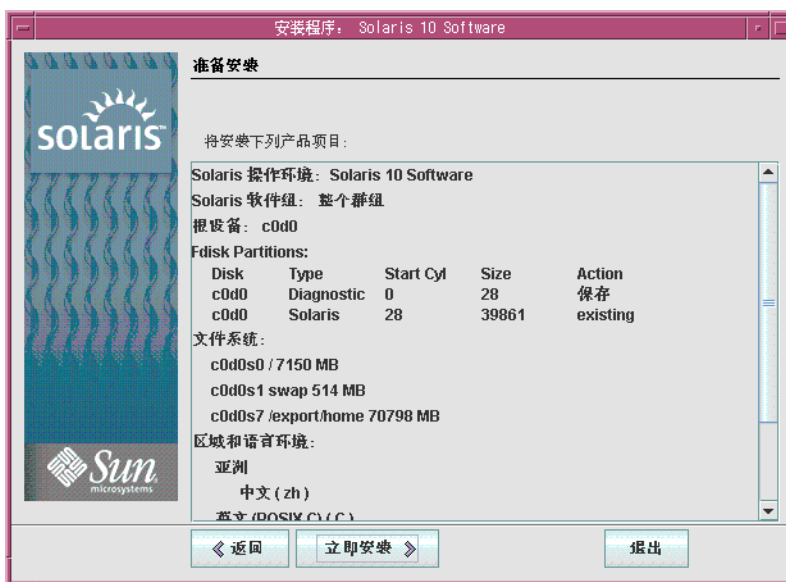 安装程序： Solaris 10 Software
solaris
Sun
microsystems
准备安装
将安装下列产品项目：
Solaris 操作环境：Solaris 10 Software
Solaris 软件组： 整个群组
根设备：c0d0
Fdisk Partitions:
Disk Type Start Cyl Size Action
c0d0 Diagnostic 0 28 保存
c0d0 Solaris 28 39861 existing
文件系统：
c0d0s0 / 7150 MB
c0d0s1 swap 514 MB
c0d0s7 /export/home 70798 MB
区域和语言环境：
亚洲
中文 ( zh )
英文 (POSIX C) ( C )
返回 立即安装 退出